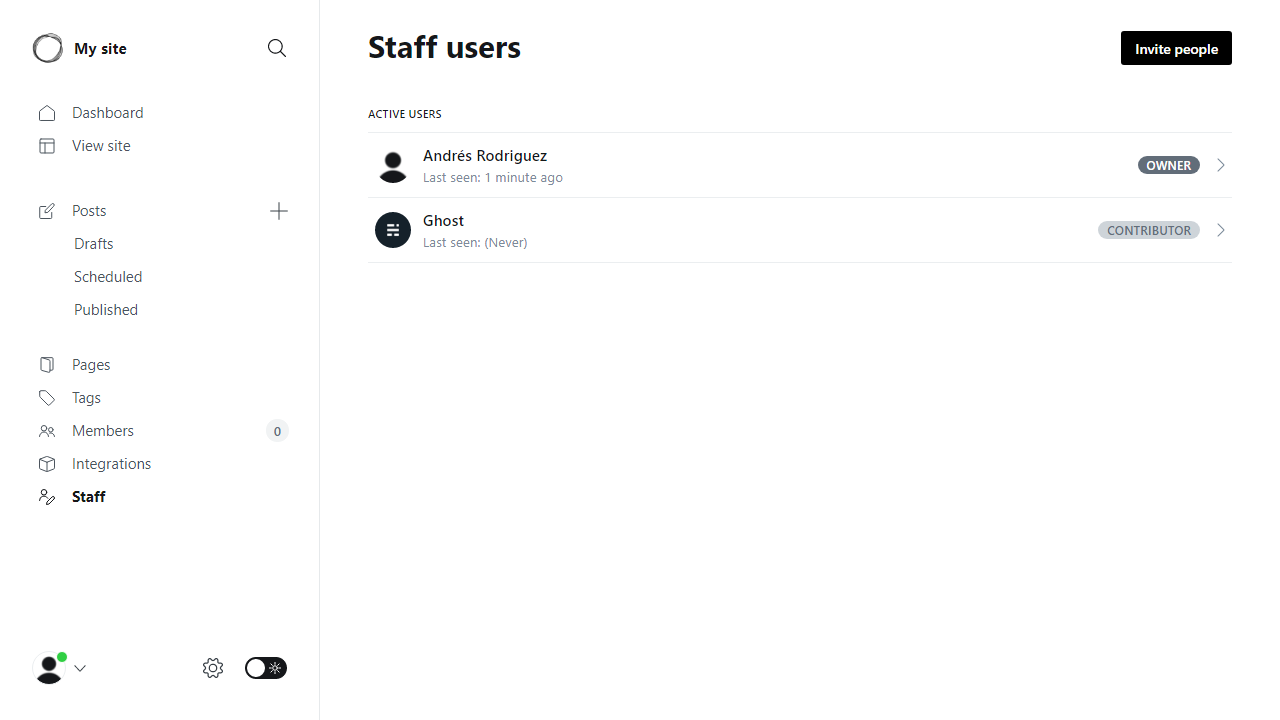 My site
Dashboard
View site
Posts
Drafts
Scheduled
Published
Pages
Tags
Members
0
Integrations
Staff
Staff users
Invite people
ACTIVE USERS
Andrés Rodriguez
Last seen: 1 minute ago
OWNER
Ghost
Last seen: (Never)
CONTRIBUTOR